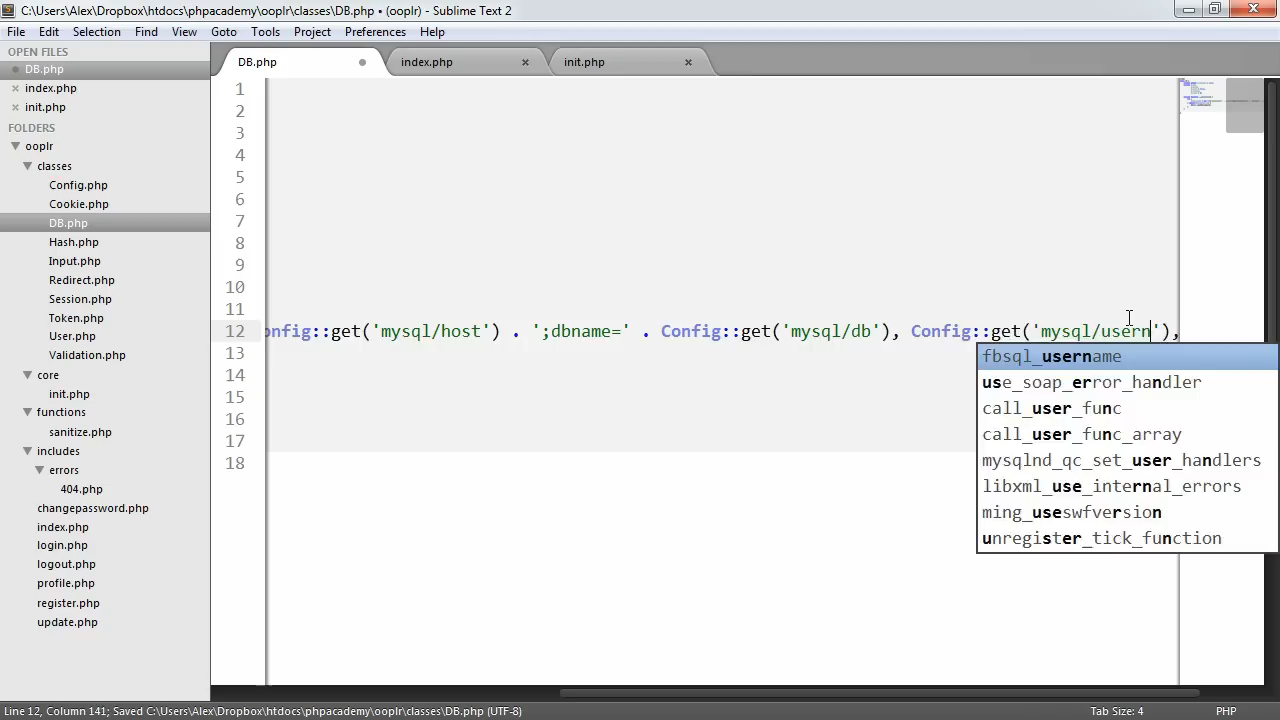 C:\Users\Alex\Dropbox\htdocs\phpacademy\ooplr\classes\DB.php • (ooplr) - Sublime Text 2
File Edit Selection Find View Goto Tools Project Preferences Help
OPEN FILES
DB.php
index.php
init.php
FOLDERS
ooplr
classes
Config.php
Cookie.php
DB.php
Hash.php
Input.php
Redirect.php
Session.php
Token.php
User.php
Validation.php
core
init.php
functions
sanitize.php
includes
errors
404.php
changepassword.php
index.php
login.php
logout.php
profile.php
register.php
update.php
DB.php index.php init.php
1
2
3
4
5
6
7
8
9
10
11
12 onfig::get('mysql/host') . ';dbname=' . Config::get('mysql/db'), Config::get('mysql/usern'),
13
14
15
16
17
18
fbsql_username
use_soap_error_handler
call_user_func
call_user_func_array
mysqlnd_qc_set_user_handlers
libxml_use_internal_errors
ming_useswfversion
unregister_tick_function
Line 12, Column 141; Saved C:\Users\Alex\Dropbox\htdocs\phpacademy\ooplr\classes\DB.php (UTF-8) Tab Size: 4 PHP